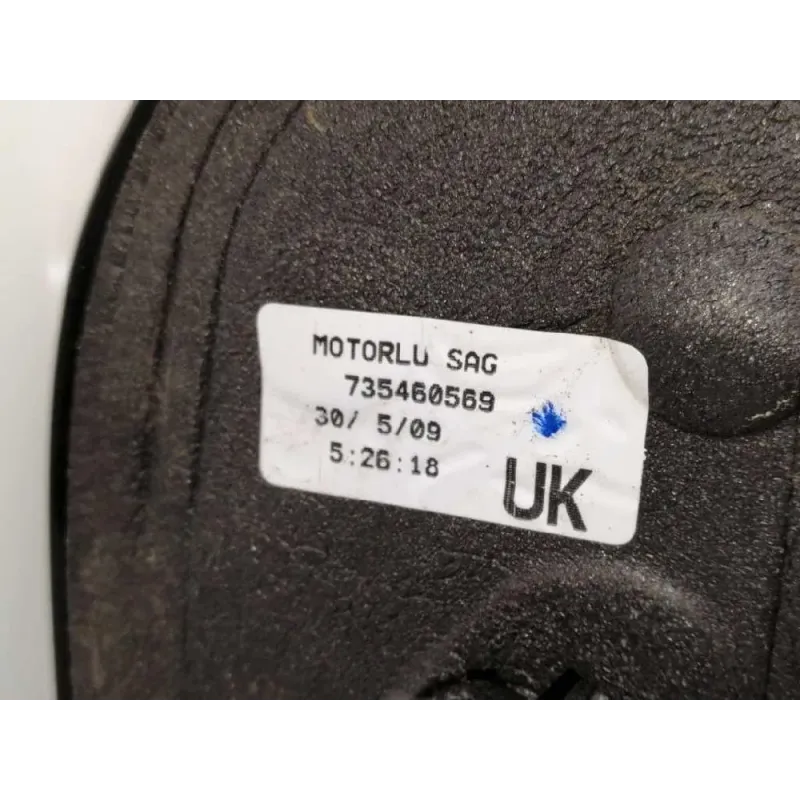 MOTORLU SAG
735460569
30/ 5/09
5:26:18
UK